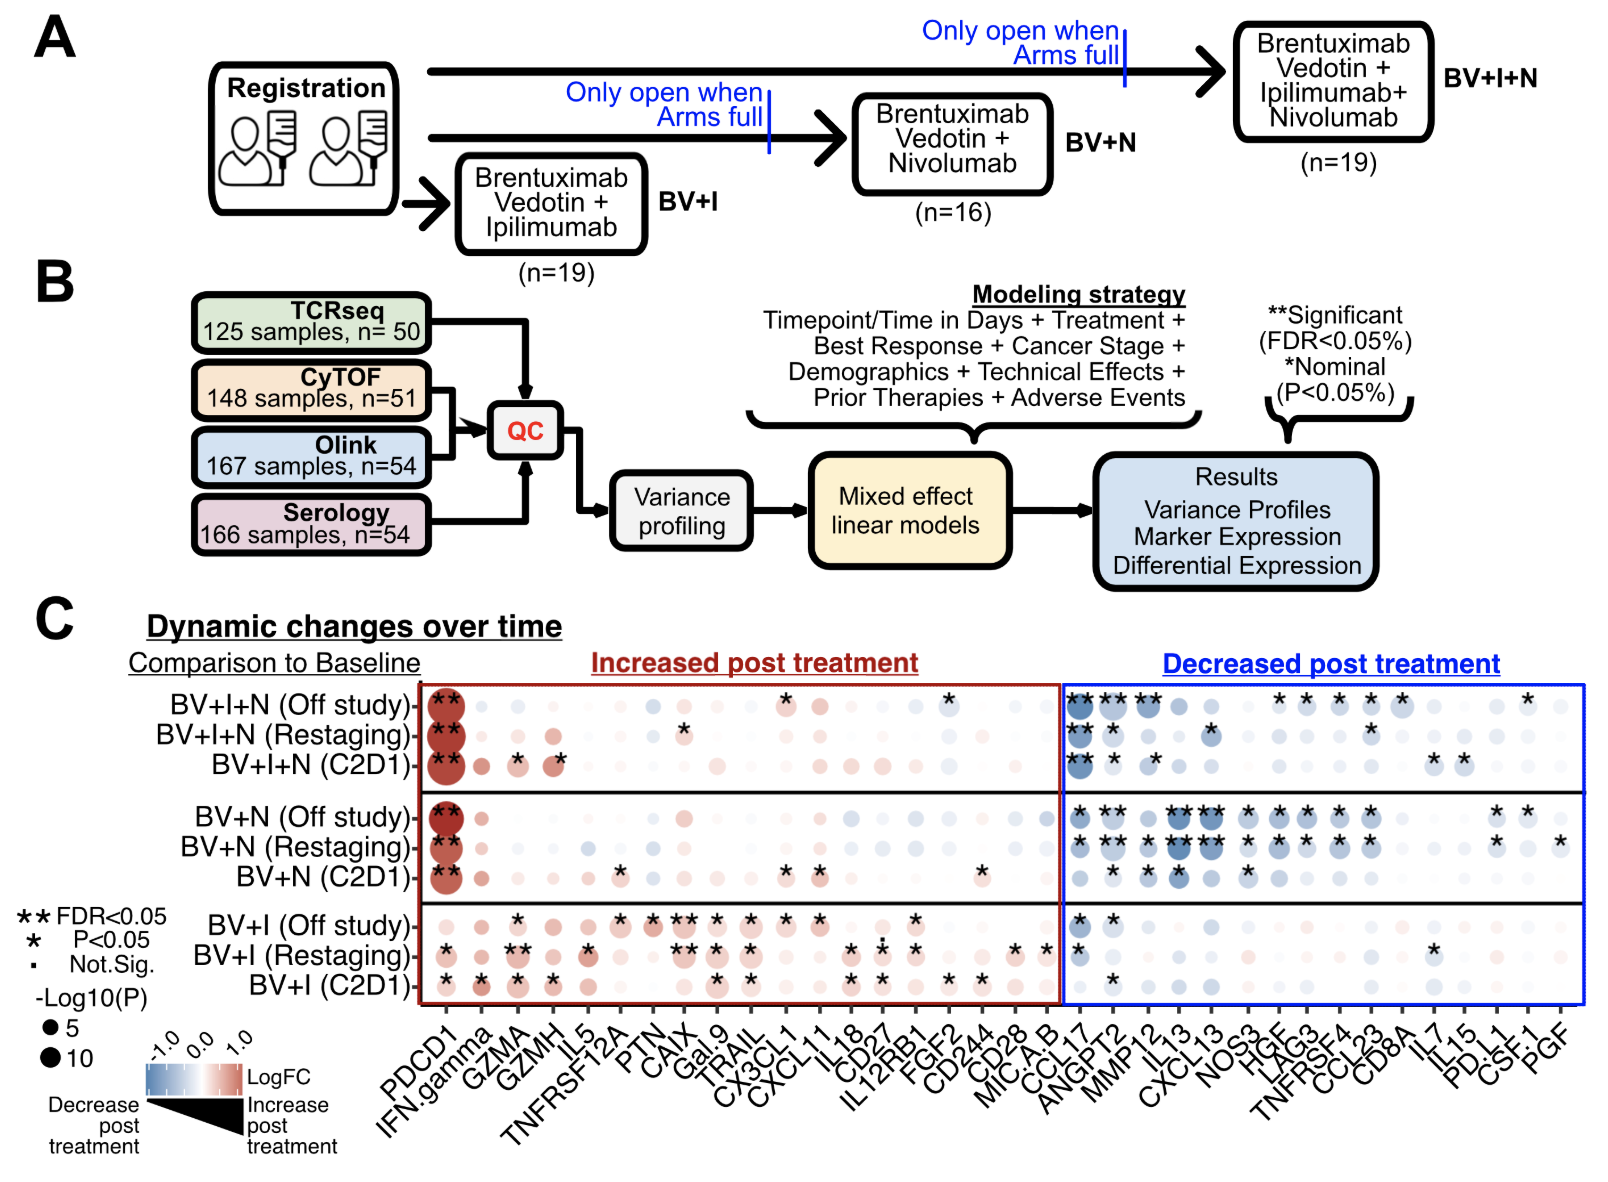 A
Registration
Only open when
Arms full
Only open when
Arms full
Brentuximab
Vedotin +
Ipilimumab+
Nivolumab
BV+I+N
(n=19)
Brentuximab
Vedotin +
Nivolumab
BV+N
(n=16)
Brentuximab
Vedotin +
Ipilimumab
BV+I
(n=19)
B
TCRseq
125 samples, n= 50
CyTOF
148 samples, n=51
Olink
167 samples, n=54
Serology
166 samples, n=54
QC
Variance
profiling
Modeling strategy
Timepoint/Time in Days + Treatment +
Best Response + Cancer Stage +
Demographics + Technical Effects +
Prior Therapies + Adverse Events
Mixed effect
linear models
**Significant
(FDR<0.05%)
*Nominal
(P<0.05%)
Results
Variance Profiles
Marker Expression
Differential Expression
C
Dynamic changes over time
Comparison to Baseline
Increased post treatment
Decreased post treatment
BV+I+N (Off study)
BV+I+N (Restaging)
BV+I+N (C2D1)
BV+N (Off study)
BV+N (Restaging)
BV+N (C2D1)
BV+I (Off study)
BV+I (Restaging)
BV+I (C2D1)
** FDR<0.05
* P<0.05
. Not.Sig.
-Log10(P)
5
10
-1.0 0.0 1.0
LogFC
Decrease
post
treatment
Increase
post
treatment
PDCD1
IFN.gamma
GZMA
GZMH
IL5
TNFRSF12A
PTN
CAIX
Gal.9
TRAIL
CX3CL1
CXCL11
IL18
CD27
IL12RB1
FGF2
CD244
CD28
MIC.A.B
CCL17
ANGPT2
MMP12
IL13
CXCL13
NOS3
HGF
LAG3
TNFRSF4
CCL23
CD8A
IL7
IL15
PD.L1
CSF.1
PGF